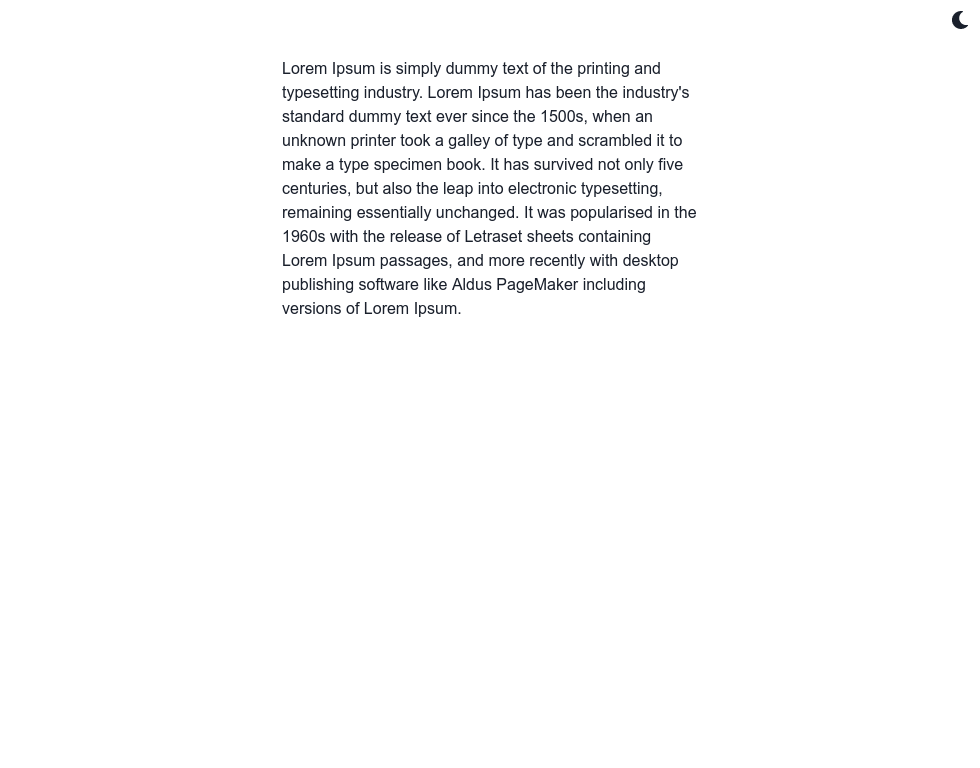 Lorem Ipsum is simply dummy text of the printing and
typesetting industry. Lorem Ipsum has been the industry's
standard dummy text ever since the 1500s, when an
unknown printer took a galley of type and scrambled it to
make a type specimen book. It has survived not only five
centuries, but also the leap into electronic typesetting,
remaining essentially unchanged. It was popularised in the
1960s with the release of Letraset sheets containing
Lorem Ipsum passages, and more recently with desktop
publishing software like Aldus PageMaker including
versions of Lorem Ipsum.